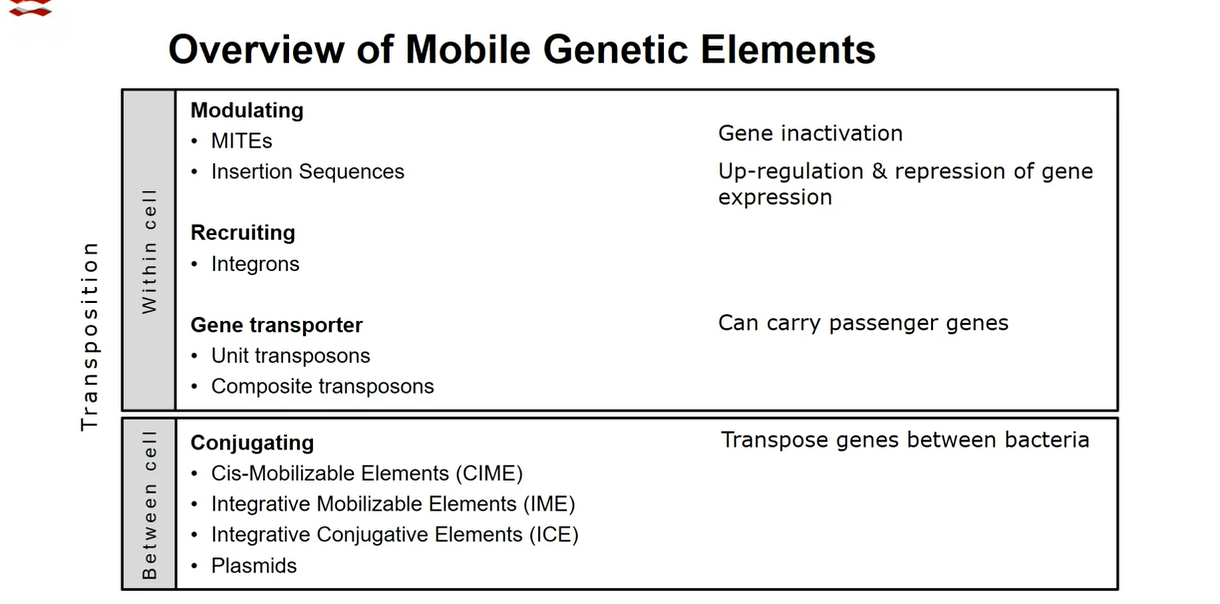 Overview of Mobile Genetic Elements
Transposition
Within cell
Modulating
• MITEs
• Insertion Sequences
Gene inactivation
Up-regulation & repression of gene
expression
Recruiting
• Integrons
Gene transporter
• Unit transposons
• Composite transposons
Can carry passenger genes
Between cell
Conjugating
• Cis-Mobilizable Elements (CIME)
• Integrative Mobilizable Elements (IME)
• Integrative Conjugative Elements (ICE)
• Plasmids
Transpose genes between bacteria